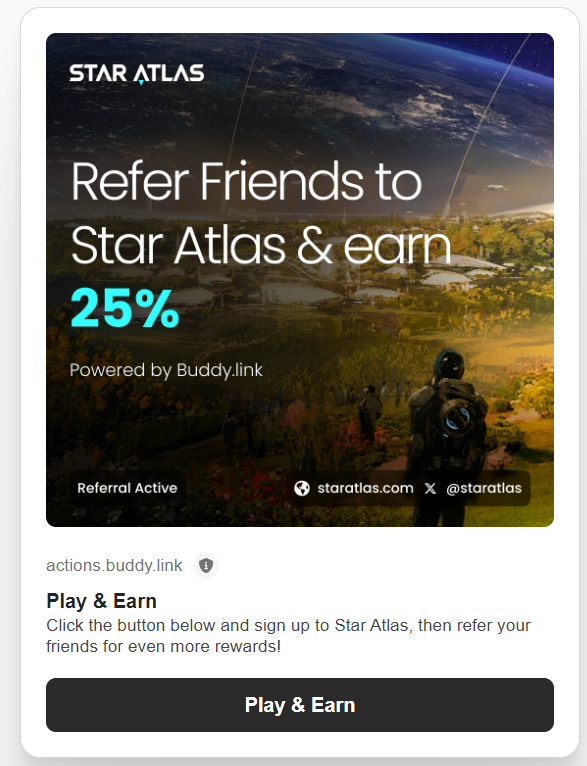 STAR ATLAS
Refer Friends to
Star Atlas & earn
25%
Powered by Buddy.link
Referral Active
staratlas.com X @staratlas
actions.buddy.link
Play & Earn
Click the button below and sign up to Star Atlas, then refer your
friends for even more rewards!
Play & Earn